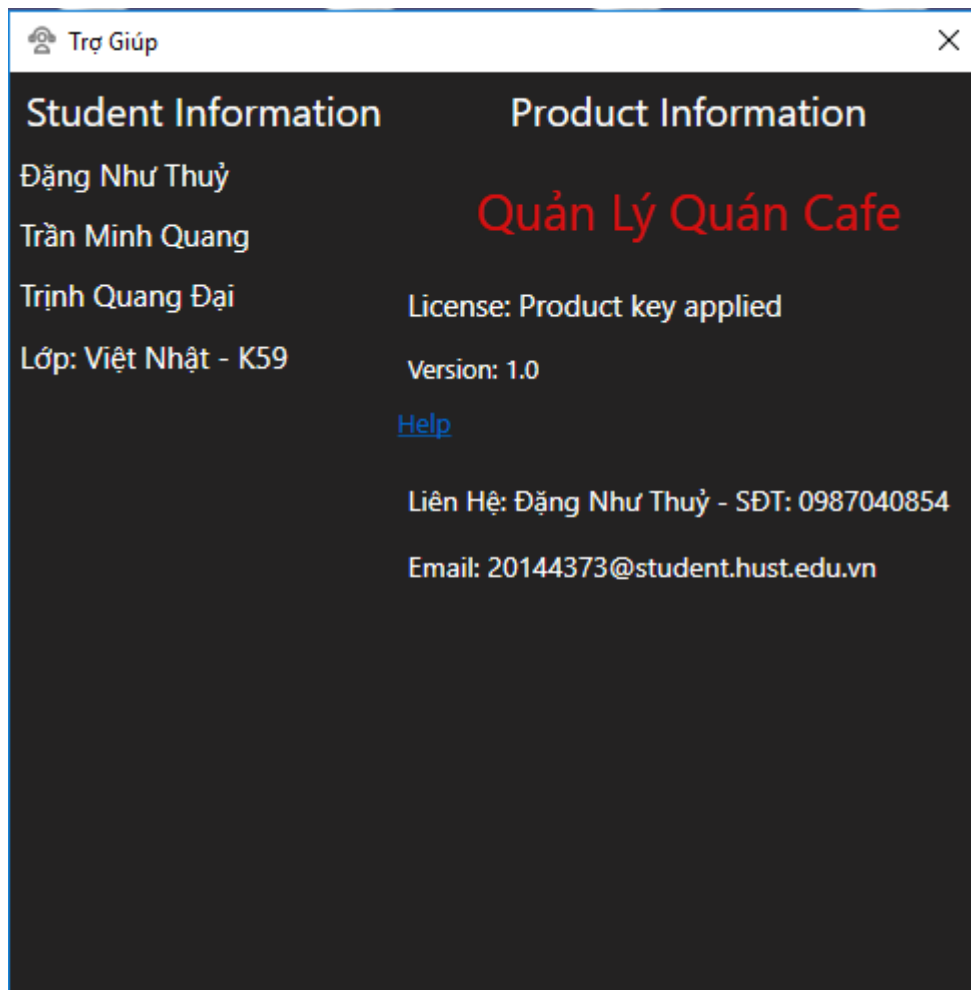 Trợ Giúp
Student Information
Đặng Như Thuỷ
Trần Minh Quang
Trịnh Quang Đại
Lớp: Việt Nhật - K59
Product Information
Quản Lý Quán Cafe
License: Product key applied
Version: 1.0
Help
Liên Hệ: Đặng Như Thuỷ - SĐT: 0987040854
Email: 20144373@student.hust.edu.vn